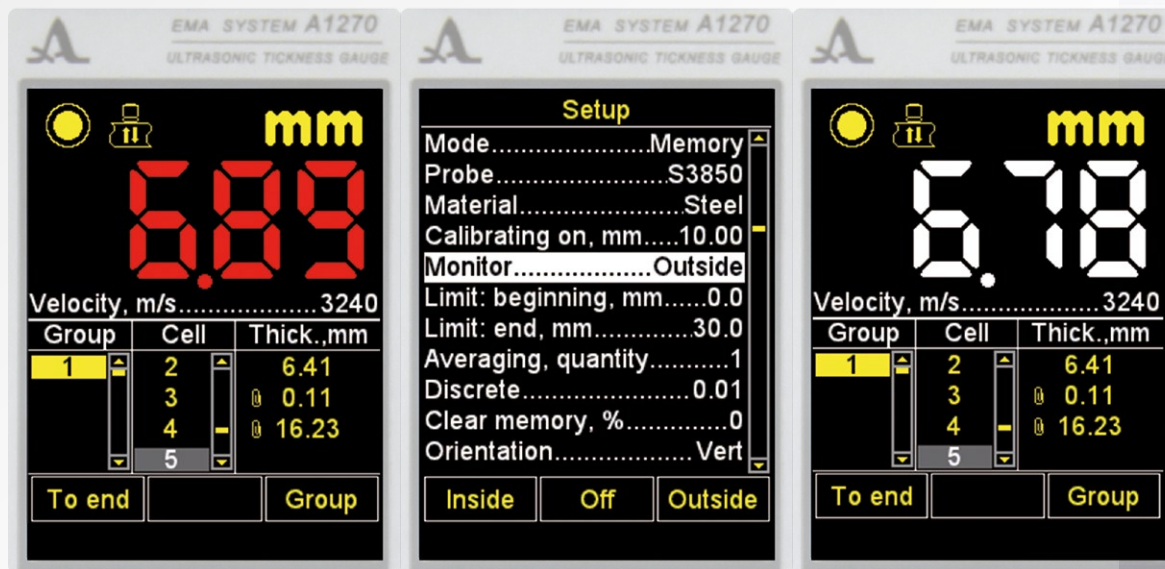 EMA SYSTEM A1270
ULTRASONIC TICKNESS GAUGE
mm
6.89
Velocity, m/s....................3240
Group Cell Thick.,mm
1 2 6.41
3 0.11
4 16.23
5
To end Group
EMA SYSTEM A1270
ULTRASONIC TICKNESS GAUGE
Setup
Mode......................Memory
Probe........................S3850
Material........................Steel
Calibrating on, mm.....10.00
Monitor....................Outside
Limit: beginning, mm......0.0
Limit: end, mm..............30.0
Averaging, quantity...........1
Discrete........................0.01
Clear memory, %..............0
Orientation....................Vert
Inside Off Outside
EMA SYSTEM A1270
ULTRASONIC TICKNESS GAUGE
mm
6.78
Velocity, m/s....................3240
Group Cell Thick.,mm
1 2 6.41
3 0.11
4 16.23
5
To end Group